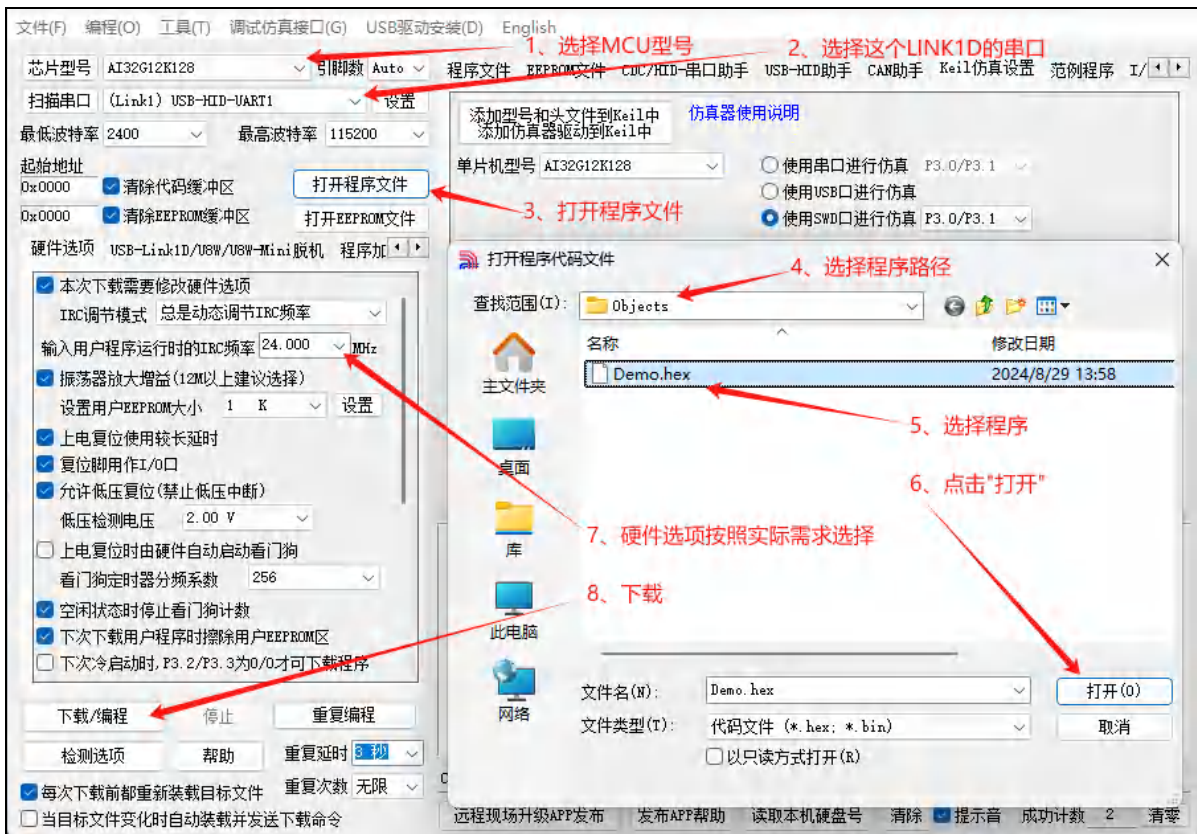 文件(F) 编程(O) 工具(T) 调试仿真接口(G) USB驱动安装(D) English
1、选择MCU型号
2、选择这个LINK1D的串口
芯片型号 AI32G12K128 引脚数 Auto
程序文件 EEPROM文件 CDC/HID-串口助手 USB-HID助手 CAN助手 Keil仿真设置 范例程序 I/
扫描串口 (Link1) USB-HID-UART1 设置
添加型号和头文件到Keil中
添加仿真器驱动到Keil中
仿真器使用说明
最低波特率 2400 最高波特率 115200
单片机型号 AI32G12K128
使用串口进行仿真 P3.0/P3.1
使用USB口进行仿真
使用SWD口进行仿真 P3.0/P3.1
起始地址
0x0000 清除代码缓冲区 打开程序文件
3、打开程序文件
0x0000 清除EEPROM缓冲区 打开EEPROM文件
硬件选项 USB-Link1D/U8W/U8W-Mini脱机 程序加
打开程序代码文件
4、选择程序路径
本次下载需要修改硬件选项
IRC调节模式 总是动态调节IRC频率
输入用户程序运行时的IRC频率 24.000 MHz
振荡器放大增益(12M以上建议选择)
设置用户EEPROM大小 1 K 设置
上电复位使用较长延时
复位脚用作I/O口
允许低压复位(禁止低压中断)
低压检测电压 2.00 V
上电复位时由硬件自动启动看门狗
看门狗定时器分频系数 256
空闲状态时停止看门狗计数
下次下载用户程序时擦除用户EEPROM区
下次冷启动时,P3.2/P3.3为0/0才可下载程序
查找范围(I): Objects
名称 修改日期
Demo.hex 2024/8/29 13:58
主文件夹
桌面
库
此电脑
网络
5、选择程序
6、点击"打开"
7、硬件选项按照实际需求选择
8、下载
文件名(N): Demo.hex 打开(O)
文件类型(T): 代码文件 (*.hex; *.bin) 取消
以只读方式打开(R)
下载/编程 停止 重复编程
检测选项 帮助 重复延时 3 秒
每次下载前都重新装载目标文件 重复次数 无限
当目标文件变化时自动装载并发送下载命令
远程现场升级APP发布 发布APP帮助 读取本机硬盘号 清除 提示音 成功计数 2 清零